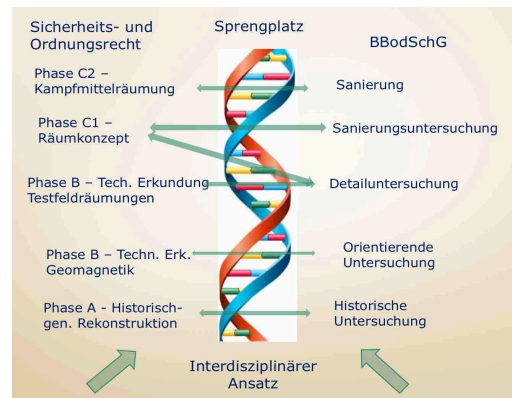 Sicherheits- und
Ordnungsrecht
Sprengplatz
BBodSchG
Phase C2 –
Kampfmittelräumung
Sanierung
Phase C1 –
Räumkonzept
Sanierungsuntersuchung
Phase B – Tech. Erkundung
Testfeldräumungen
Detailuntersuchung
Phase B – Techn. Erk.
Geomagnetik
Orientierende
Untersuchung
Phase A - Historisch-
gen. Rekonstruktion
Historische
Untersuchung
Interdisziplinärer
Ansatz